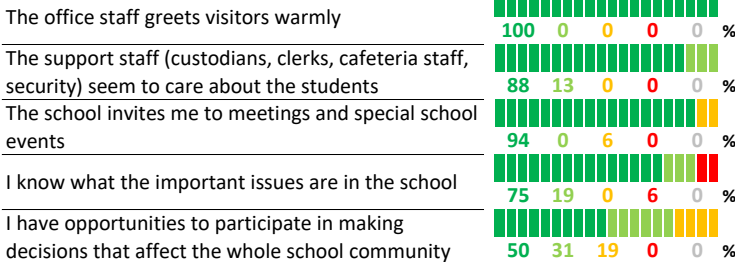 The office staff greets visitors warmly
100 0 0 0 0 %
The support staff (custodians, clerks, cafeteria staff,
security) seem to care about the students
88 13 0 0 0 %
The school invites me to meetings and special school
events
94 0 6 0 0 %
I know what the important issues are in the school
75 19 0 6 0 %
I have opportunities to participate in making
decisions that affect the whole school community
50 31 19 0 0 %